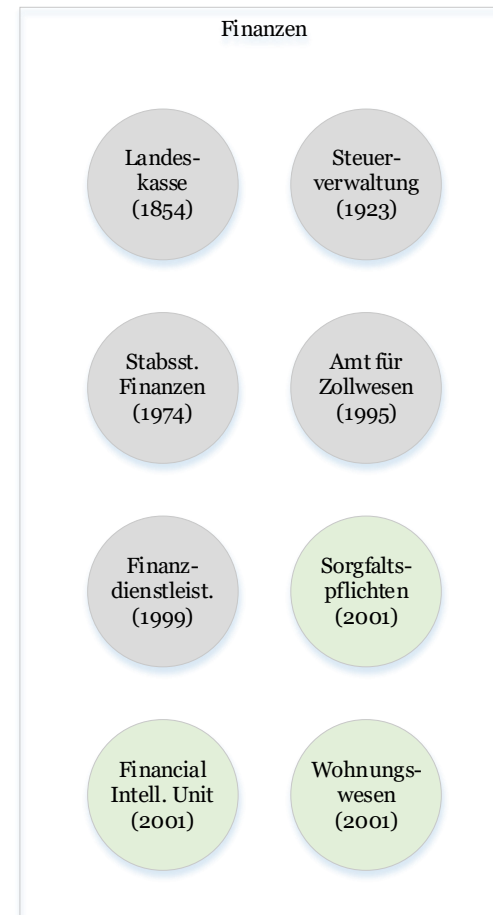 Finanzen
Landes-
kasse
(1854)
Steuer-
verwaltung
(1923)
Stabsst.
Finanzen
(1974)
Amt für
Zollwesen
(1995)
Finanz-
dienstleist.
(1999)
Sorgfalts-
pflichten
(2001)
Financial
Intell. Unit
(2001)
Wohnungs-
wesen
(2001)